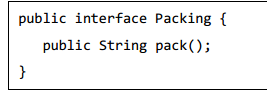 public interface Packing {
public String pack();
}